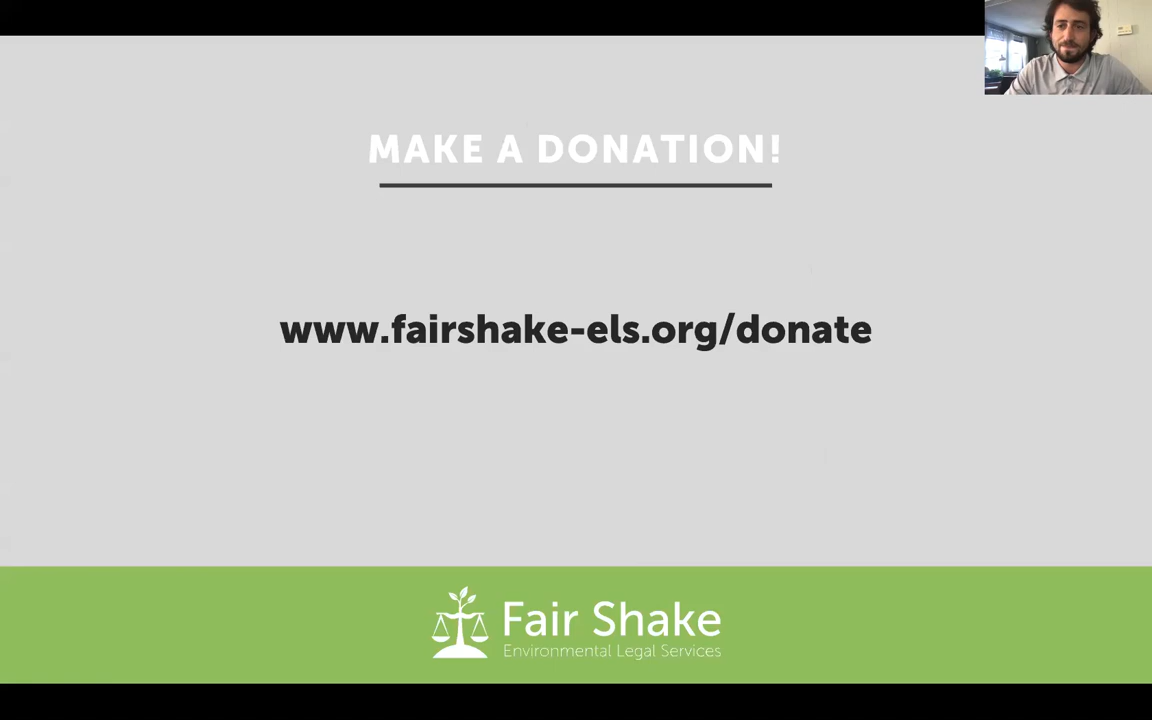 MAKE A DONATION!
www.fairshake-els.org/donate
Fair Shake
Environmental Legal Services